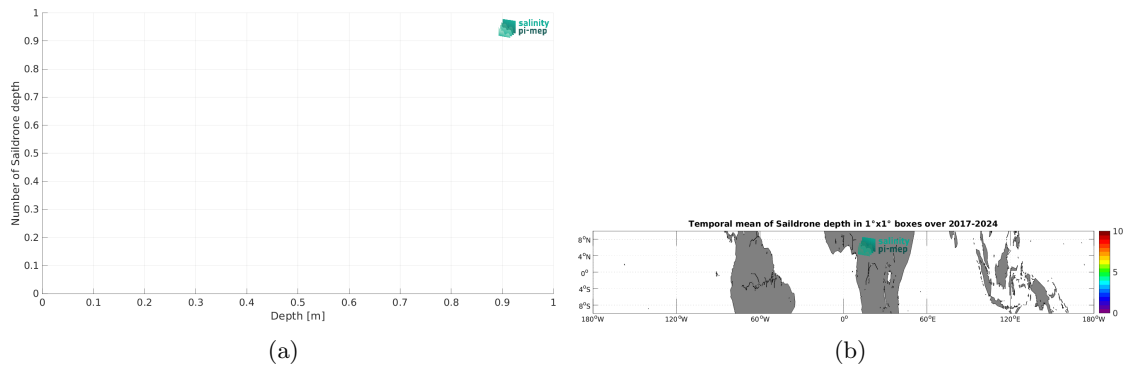 1
0.9
0.8
0.7
0.6
0.5
0.4
0.3
0.2
0.1
0
Number of Saildrone depth
salinity
pi-mep
0 0.1 0.2 0.3 0.4 0.5 0.6 0.7 0.8 0.9 1
Depth [m]
(a)
Temporal mean of Saildrone depth in 1°x1° boxes over 2017-2024
8°N
4°N
0°
4°S
8°S
salinity
pi-mep
10
5
0
180°W 120°W 60°W 0° 60°E 120°E 180°W
(b)